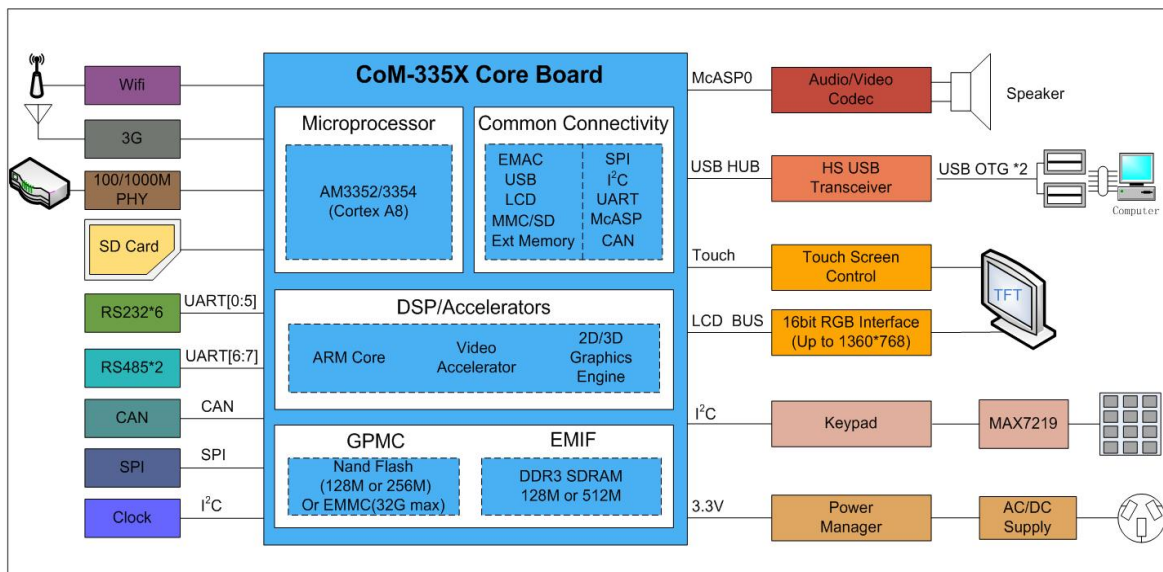 CoM-335X Core Board
Wifi
3G
100/1000M
PHY
SD Card
RS232*6
UART[0:5]
RS485*2
UART[6:7]
CAN
CAN
SPI
SPI
Clock
I²C
Microprocessor
AM3352/3354
(Cortex A8)
Common Connectivity
EMAC
USB
LCD
MMC/SD
Ext Memory
SPI
I²C
UART
McASP
CAN
DSP/Accelerators
ARM Core
Video
Accelerator
2D/3D
Graphics
Engine
GPMC
Nand Flash
(128M or 256M)
Or EMMC(32G max)
EMIF
DDR3 SDRAM
128M or 512M
McASP0
Audio/Video
Codec
Speaker
USB HUB
HS USB
Transceiver
USB OTG *2
Computer
Touch
Touch Screen
Control
TFT
LCD BUS
16bit RGB Interface
(Up to 1360*768)
I²C
Keypad
MAX7219
3.3V
Power
Manager
AC/DC
Supply